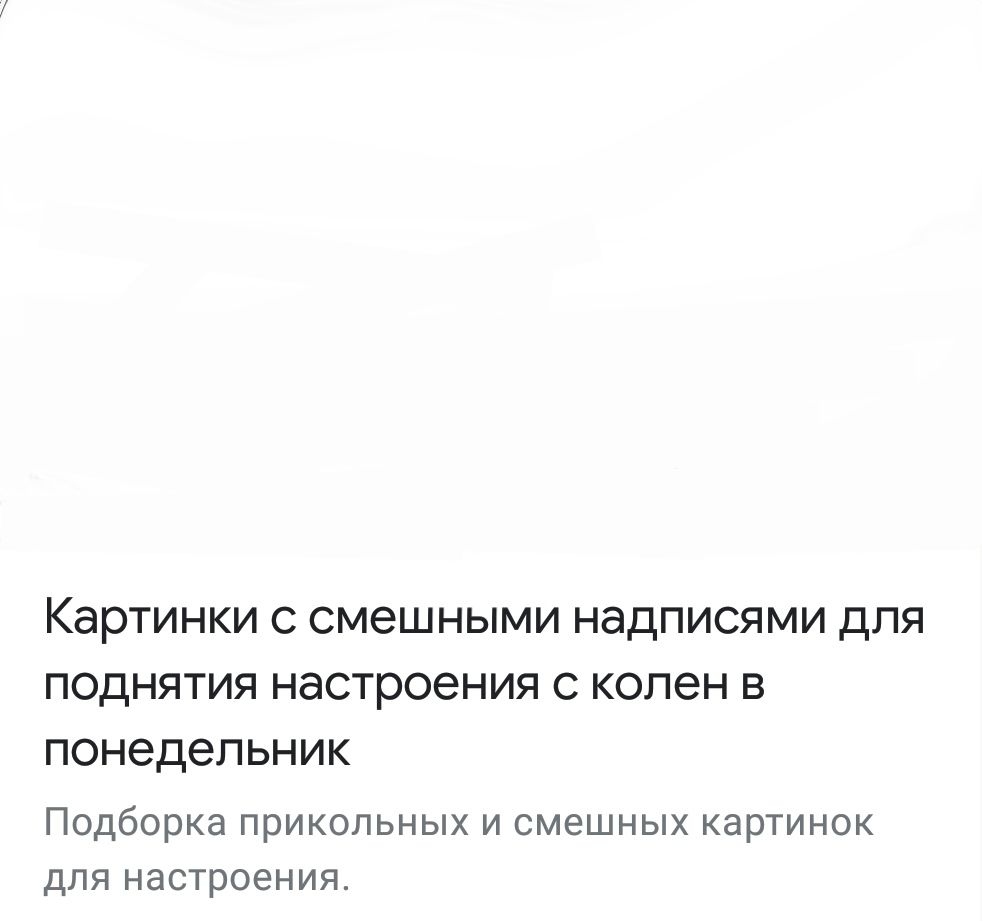 Картинки с смешными надписями для
поднятия настроения с колен в
понедельник
Подборка прикольных и смешных картинок
для настроения.